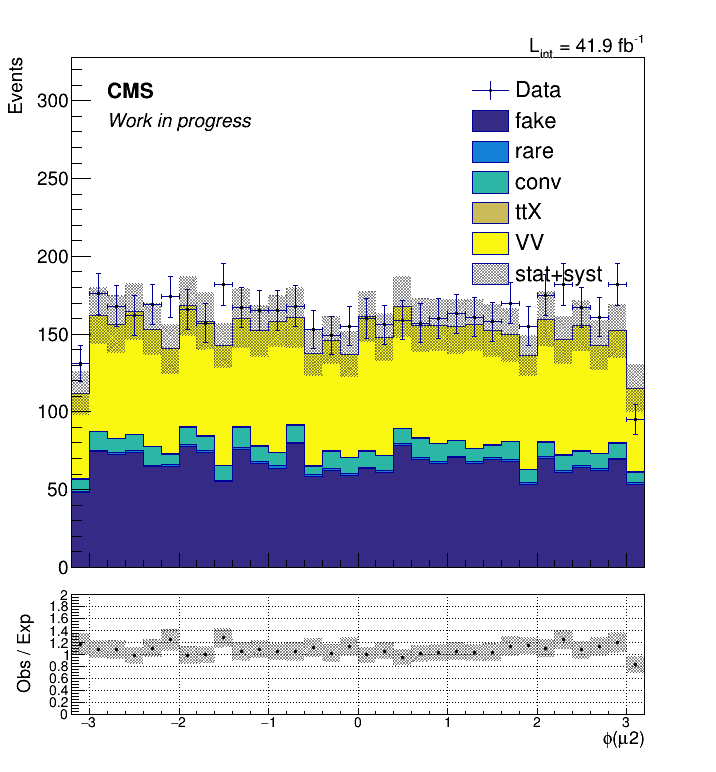 L_int = 41.9 fb^-1
Events
CMS
Work in progress
Data
fake
rare
conv
ttX
VV
stat+syst
300
250
200
150
100
50
0
Obs / Exp
2
1.8
1.6
1.4
1.2
1
0.8
0.6
0.4
0.2
0
−3
−2
−1
0
1
2
3
ϕ(μ2)